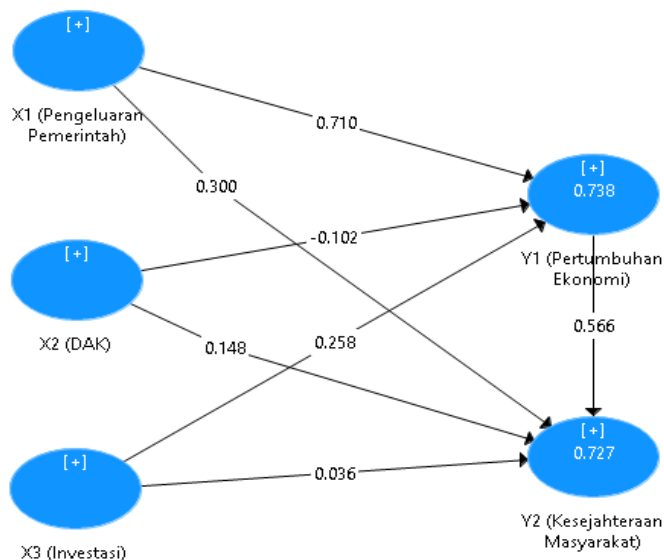 [+]
X1 (Pengeluaran
Pemerintah)
0.710
0.300
[+]
0.738
Y1 (Pertumbuhan
Ekonomi)
-0.102
[+]
X2 (DAK)
0.148
0.258
0.566
[+]
X3 (Investasi)
0.036
[+]
0.727
Y2 (Kesejahteraan
Masyarakat)